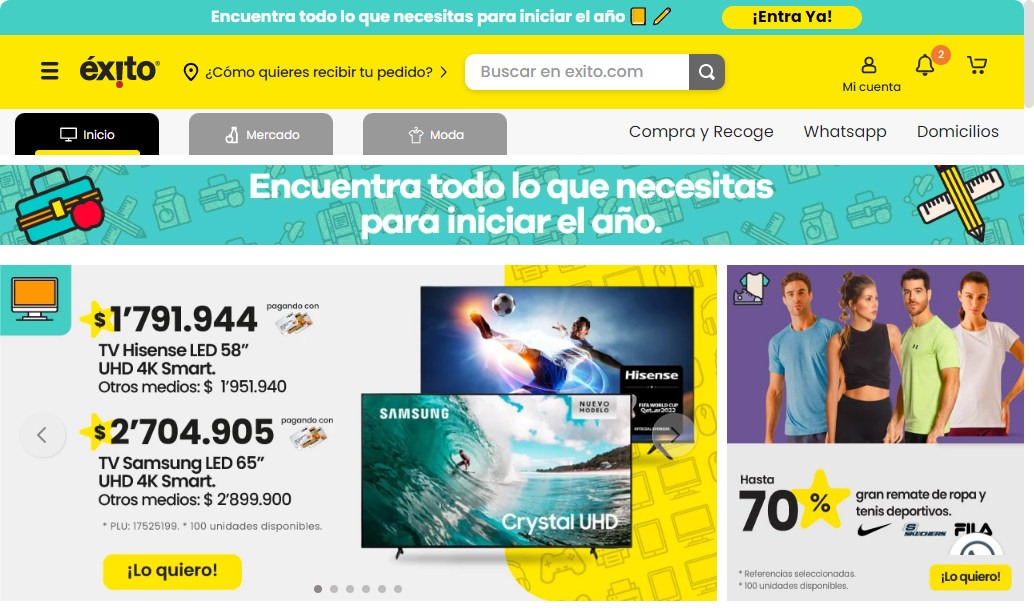 Encuentra todo lo que necesitas para iniciar el año
¡Entra Ya!
éxito
¿Cómo quieres recibir tu pedido?
Buscar en exito.com
Mi cuenta
2
Inicio
Mercado
Moda
Compra y Recoge
Whatsapp
Domicilios
Encuentra todo lo que necesitas
para iniciar el año.
$1’791.944
pagando con
TV Hisense LED 58”
UHD 4K Smart.
Otros medios: $ 1’951.940
$2’704.905
pagando con
TV Samsung LED 65”
UHD 4K Smart.
Otros medios: $ 2’899.900
* PLU: 17525199. * 100 unidades disponibles.
¡Lo quiero!
Hisense
FIFA WORLD CUP
Qat_ar2022
OFFICIAL SPONSOR
SAMSUNG
NUEVO
MODELO
Crystal UHD
Hasta
70%
gran remate de ropa y
tenis deportivos.
SKECHERS
FILA
* Referencias seleccionadas.
* 100 unidades disponibles.
¡Lo quiero!